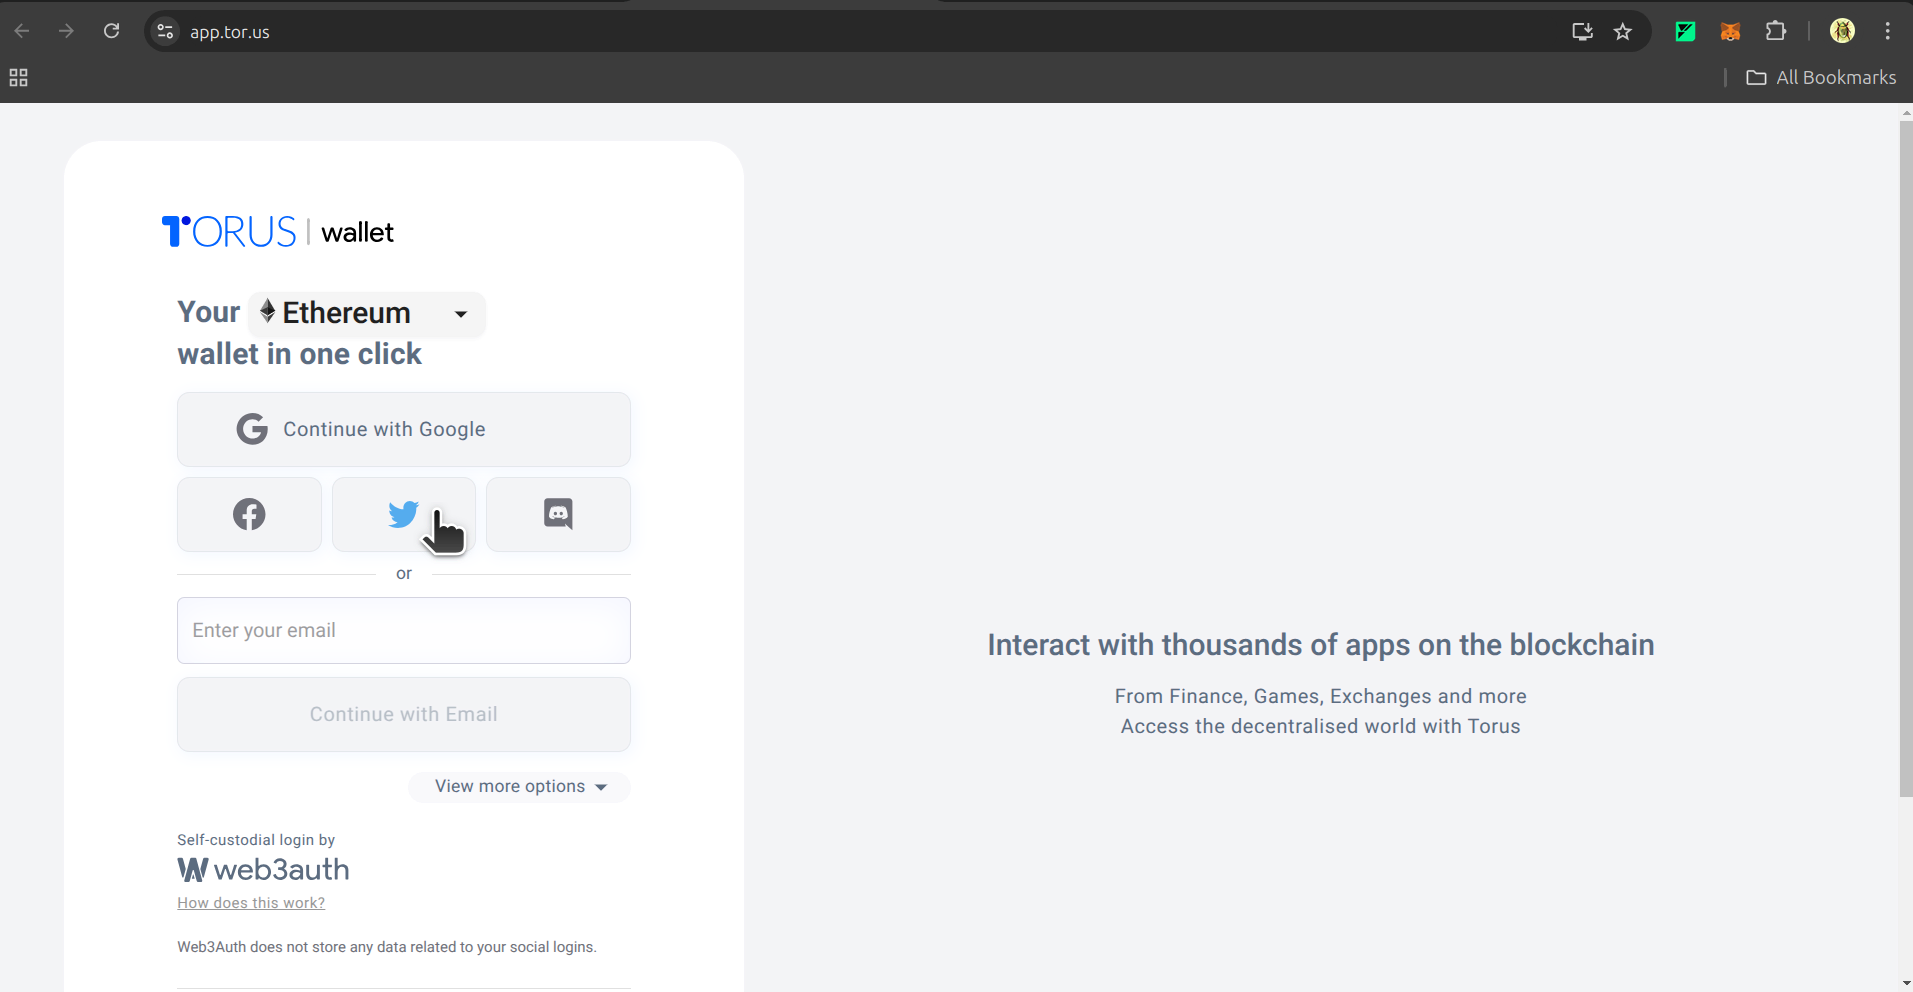 app.tor.us
All Bookmarks
TORUS | wallet
Your Ethereum
wallet in one click
Continue with Google
or
Enter your email
Continue with Email
View more options
Self-custodial login by
web3auth
How does this work?
Web3Auth does not store any data related to your social logins.
Interact with thousands of apps on the blockchain
From Finance, Games, Exchanges and more
Access the decentralised world with Torus